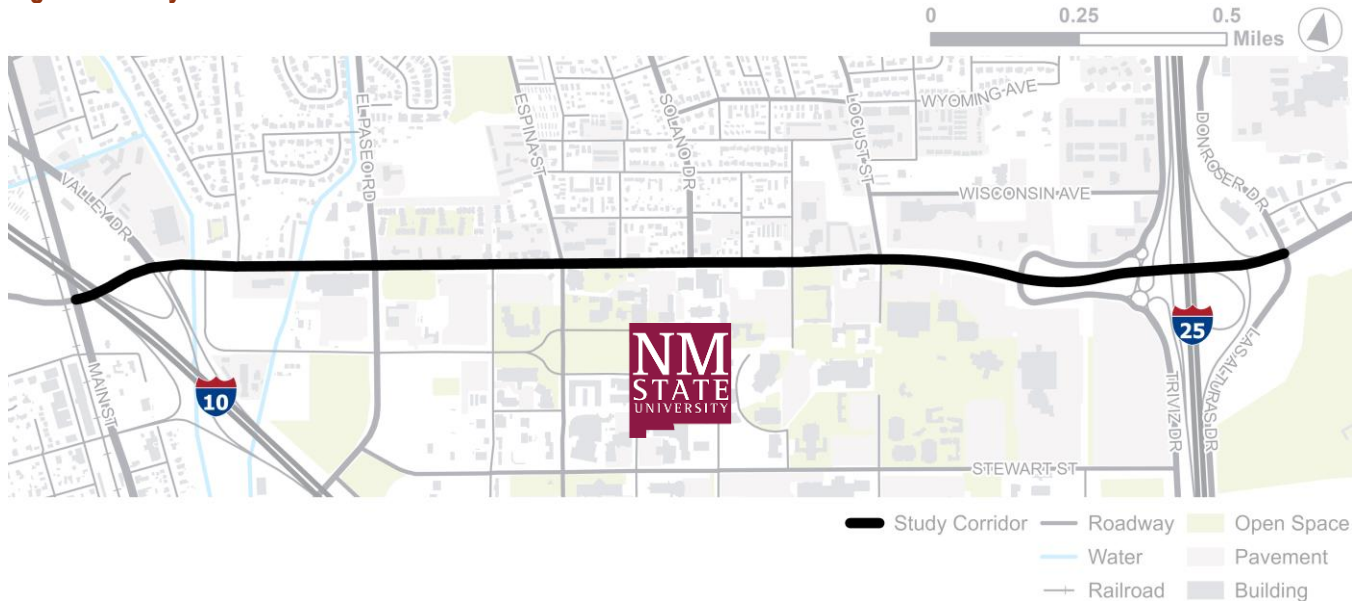 0 0.25 0.5
Miles
EL PASEO RD
ESPINA ST
SOLANO DR
LOCUST ST
WYOMING AVE
DON ROSER DR
VALLEY DR
WISCONSIN AVE
MAIN ST
10
NM
STATE
UNIVERSITY
25
TRIVIZ DR
LAS ALTURAS DR
STEWART ST
Study Corridor Roadway Open Space
Water Pavement
Railroad Building